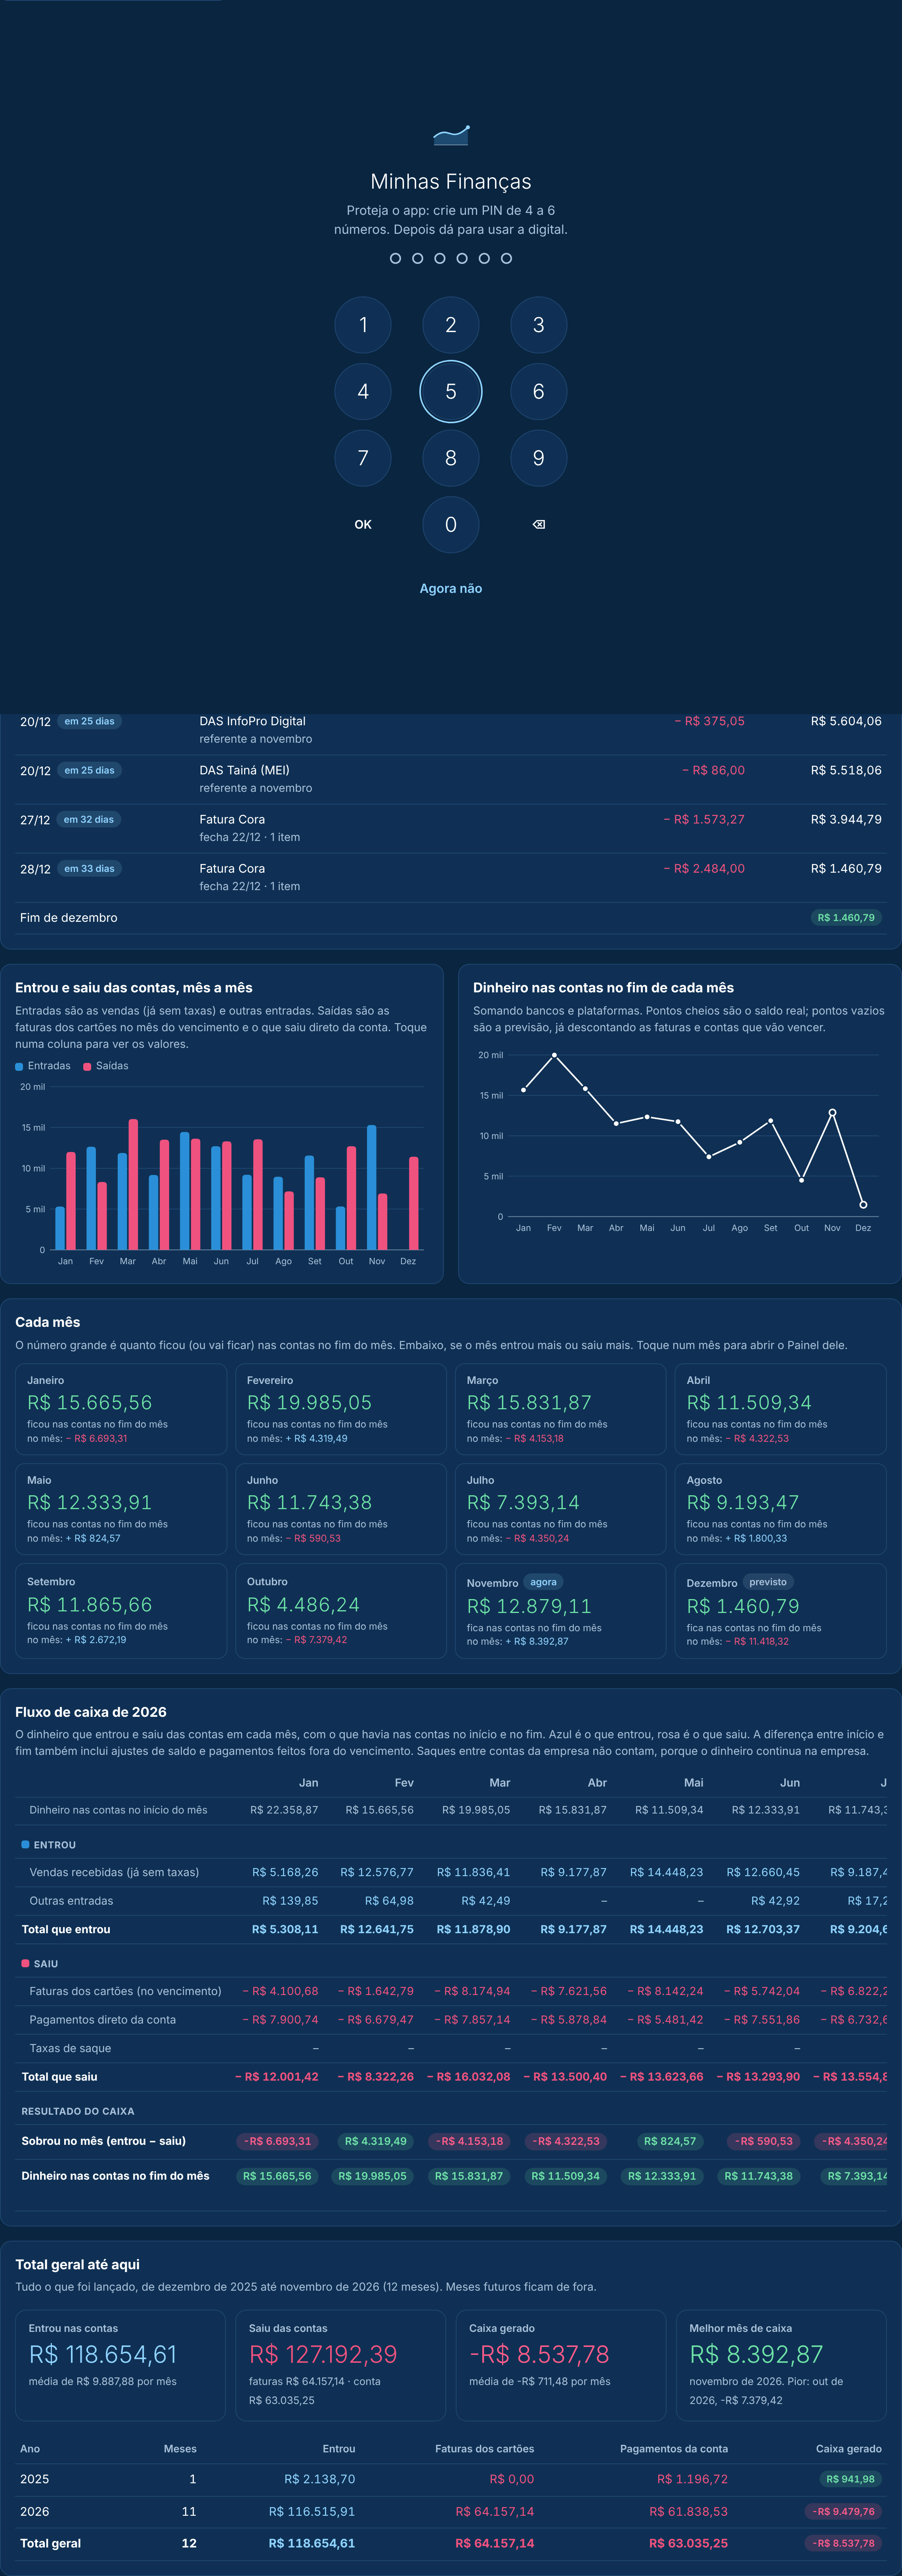 Minhas Finanças
Proteja o app: crie um PIN de 4 a 6
números. Depois dá para usar a digital.
1 2 3
4 5 6
7 8 9
OK 0
Agora não
20/12 em 25 dias DAS InfoPro Digital − R$ 375,05 R$ 5.604,06
referente a novembro
20/12 em 25 dias DAS Tainá (MEI) − R$ 86,00 R$ 5.518,06
referente a novembro
27/12 em 32 dias Fatura Cora − R$ 1.573,27 R$ 3.944,79
fecha 22/12 · 1 item
28/12 em 33 dias Fatura Cora − R$ 2.484,00 R$ 1.460,79
fecha 22/12 · 1 item
Fim de dezembro R$ 1.460,79
Entrou e saiu das contas, mês a mês
Entradas são as vendas (já sem taxas) e outras entradas. Saídas são as
faturas dos cartões no mês do vencimento e o que saiu direto da conta. Toque
numa coluna para ver os valores.
Entradas Saídas
20 mil
15 mil
10 mil
5 mil
0
Jan Fev Mar Abr Mai Jun Jul Ago Set Out Nov Dez
Dinheiro nas contas no fim de cada mês
Somando bancos e plataformas. Pontos cheios são o saldo real; pontos vazios
são a previsão, já descontando as faturas e contas que vão vencer.
20 mil
15 mil
10 mil
5 mil
0
Jan Fev Mar Abr Mai Jun Jul Ago Set Out Nov Dez
Cada mês
O número grande é quanto ficou (ou vai ficar) nas contas no fim do mês. Embaixo, se o mês entrou mais ou saiu mais. Toque num mês para abrir o Painel dele.
Janeiro
R$ 15.665,56
ficou nas contas no fim do mês
no mês: − R$ 6.693,31
Fevereiro
R$ 19.985,05
ficou nas contas no fim do mês
no mês: + R$ 4.319,49
Março
R$ 15.831,87
ficou nas contas no fim do mês
no mês: − R$ 4.153,18
Abril
R$ 11.509,34
ficou nas contas no fim do mês
no mês: − R$ 4.322,53
Maio
R$ 12.333,91
ficou nas contas no fim do mês
no mês: + R$ 824,57
Junho
R$ 11.743,38
ficou nas contas no fim do mês
no mês: − R$ 590,53
Julho
R$ 7.393,14
ficou nas contas no fim do mês
no mês: − R$ 4.350,24
Agosto
R$ 9.193,47
ficou nas contas no fim do mês
no mês: + R$ 1.800,33
Setembro
R$ 11.865,66
ficou nas contas no fim do mês
no mês: + R$ 2.672,19
Outubro
R$ 4.486,24
ficou nas contas no fim do mês
no mês: − R$ 7.379,42
Novembro agora
R$ 12.879,11
fica nas contas no fim do mês
no mês: + R$ 8.392,87
Dezembro previsto
R$ 1.460,79
fica nas contas no fim do mês
no mês: − R$ 11.418,32
Fluxo de caixa de 2026
O dinheiro que entrou e saiu das contas em cada mês, com o que havia nas contas no início e no fim. Azul é o que entrou, rosa é o que saiu. A diferença entre início e
fim também inclui ajustes de saldo e pagamentos feitos fora do vencimento. Saques entre contas da empresa não contam, porque o dinheiro continua na empresa.
Jan Fev Mar Abr Mai Jun J
Dinheiro nas contas no início do mês R$ 22.358,87 R$ 15.665,56 R$ 19.985,05 R$ 15.831,87 R$ 11.509,34 R$ 12.333,91 R$ 11.743,3
ENTROU
Vendas recebidas (já sem taxas) R$ 5.168,26 R$ 12.576,77 R$ 11.836,41 R$ 9.177,87 R$ 14.448,23 R$ 12.660,45 R$ 9.187,4
Outras entradas R$ 139,85 R$ 64,98 R$ 42,49 – – R$ 42,92 R$ 17,2
Total que entrou R$ 5.308,11 R$ 12.641,75 R$ 11.878,90 R$ 9.177,87 R$ 14.448,23 R$ 12.703,37 R$ 9.204,6
SAIU
Faturas dos cartões (no vencimento) − R$ 4.100,68 − R$ 1.642,79 − R$ 8.174,94 − R$ 7.621,56 − R$ 8.142,24 − R$ 5.742,04 − R$ 6.822,2
Pagamentos direto da conta − R$ 7.900,74 − R$ 6.679,47 − R$ 7.857,14 − R$ 5.878,84 − R$ 5.481,42 − R$ 7.551,86 − R$ 6.732,6
Taxas de saque – – – – – –
Total que saiu − R$ 12.001,42 − R$ 8.322,26 − R$ 16.032,08 − R$ 13.500,40 − R$ 13.623,66 − R$ 13.293,90 − R$ 13.554,8
RESULTADO DO CAIXA
Sobrou no mês (entrou − saiu) -R$ 6.693,31 R$ 4.319,49 -R$ 4.153,18 -R$ 4.322,53 R$ 824,57 -R$ 590,53 -R$ 4.350,24
Dinheiro nas contas no fim do mês R$ 15.665,56 R$ 19.985,05 R$ 15.831,87 R$ 11.509,34 R$ 12.333,91 R$ 11.743,38 R$ 7.393,14
Total geral até aqui
Tudo o que foi lançado, de dezembro de 2025 até novembro de 2026 (12 meses). Meses futuros ficam de fora.
Entrou nas contas
R$ 118.654,61
média de R$ 9.887,88 por mês
Saiu das contas
R$ 127.192,39
faturas R$ 64.157,14 · conta
R$ 63.035,25
Caixa gerado
-R$ 8.537,78
média de -R$ 711,48 por mês
Melhor mês de caixa
R$ 8.392,87
novembro de 2026. Pior: out de
2026, -R$ 7.379,42
Ano Meses Entrou Faturas dos cartões Pagamentos da conta Caixa gerado
2025 1 R$ 2.138,70 R$ 0,00 R$ 1.196,72 R$ 941,98
2026 11 R$ 116.515,91 R$ 64.157,14 R$ 61.838,53 -R$ 9.479,76
Total geral 12 R$ 118.654,61 R$ 64.157,14 R$ 63.035,25 -R$ 8.537,78